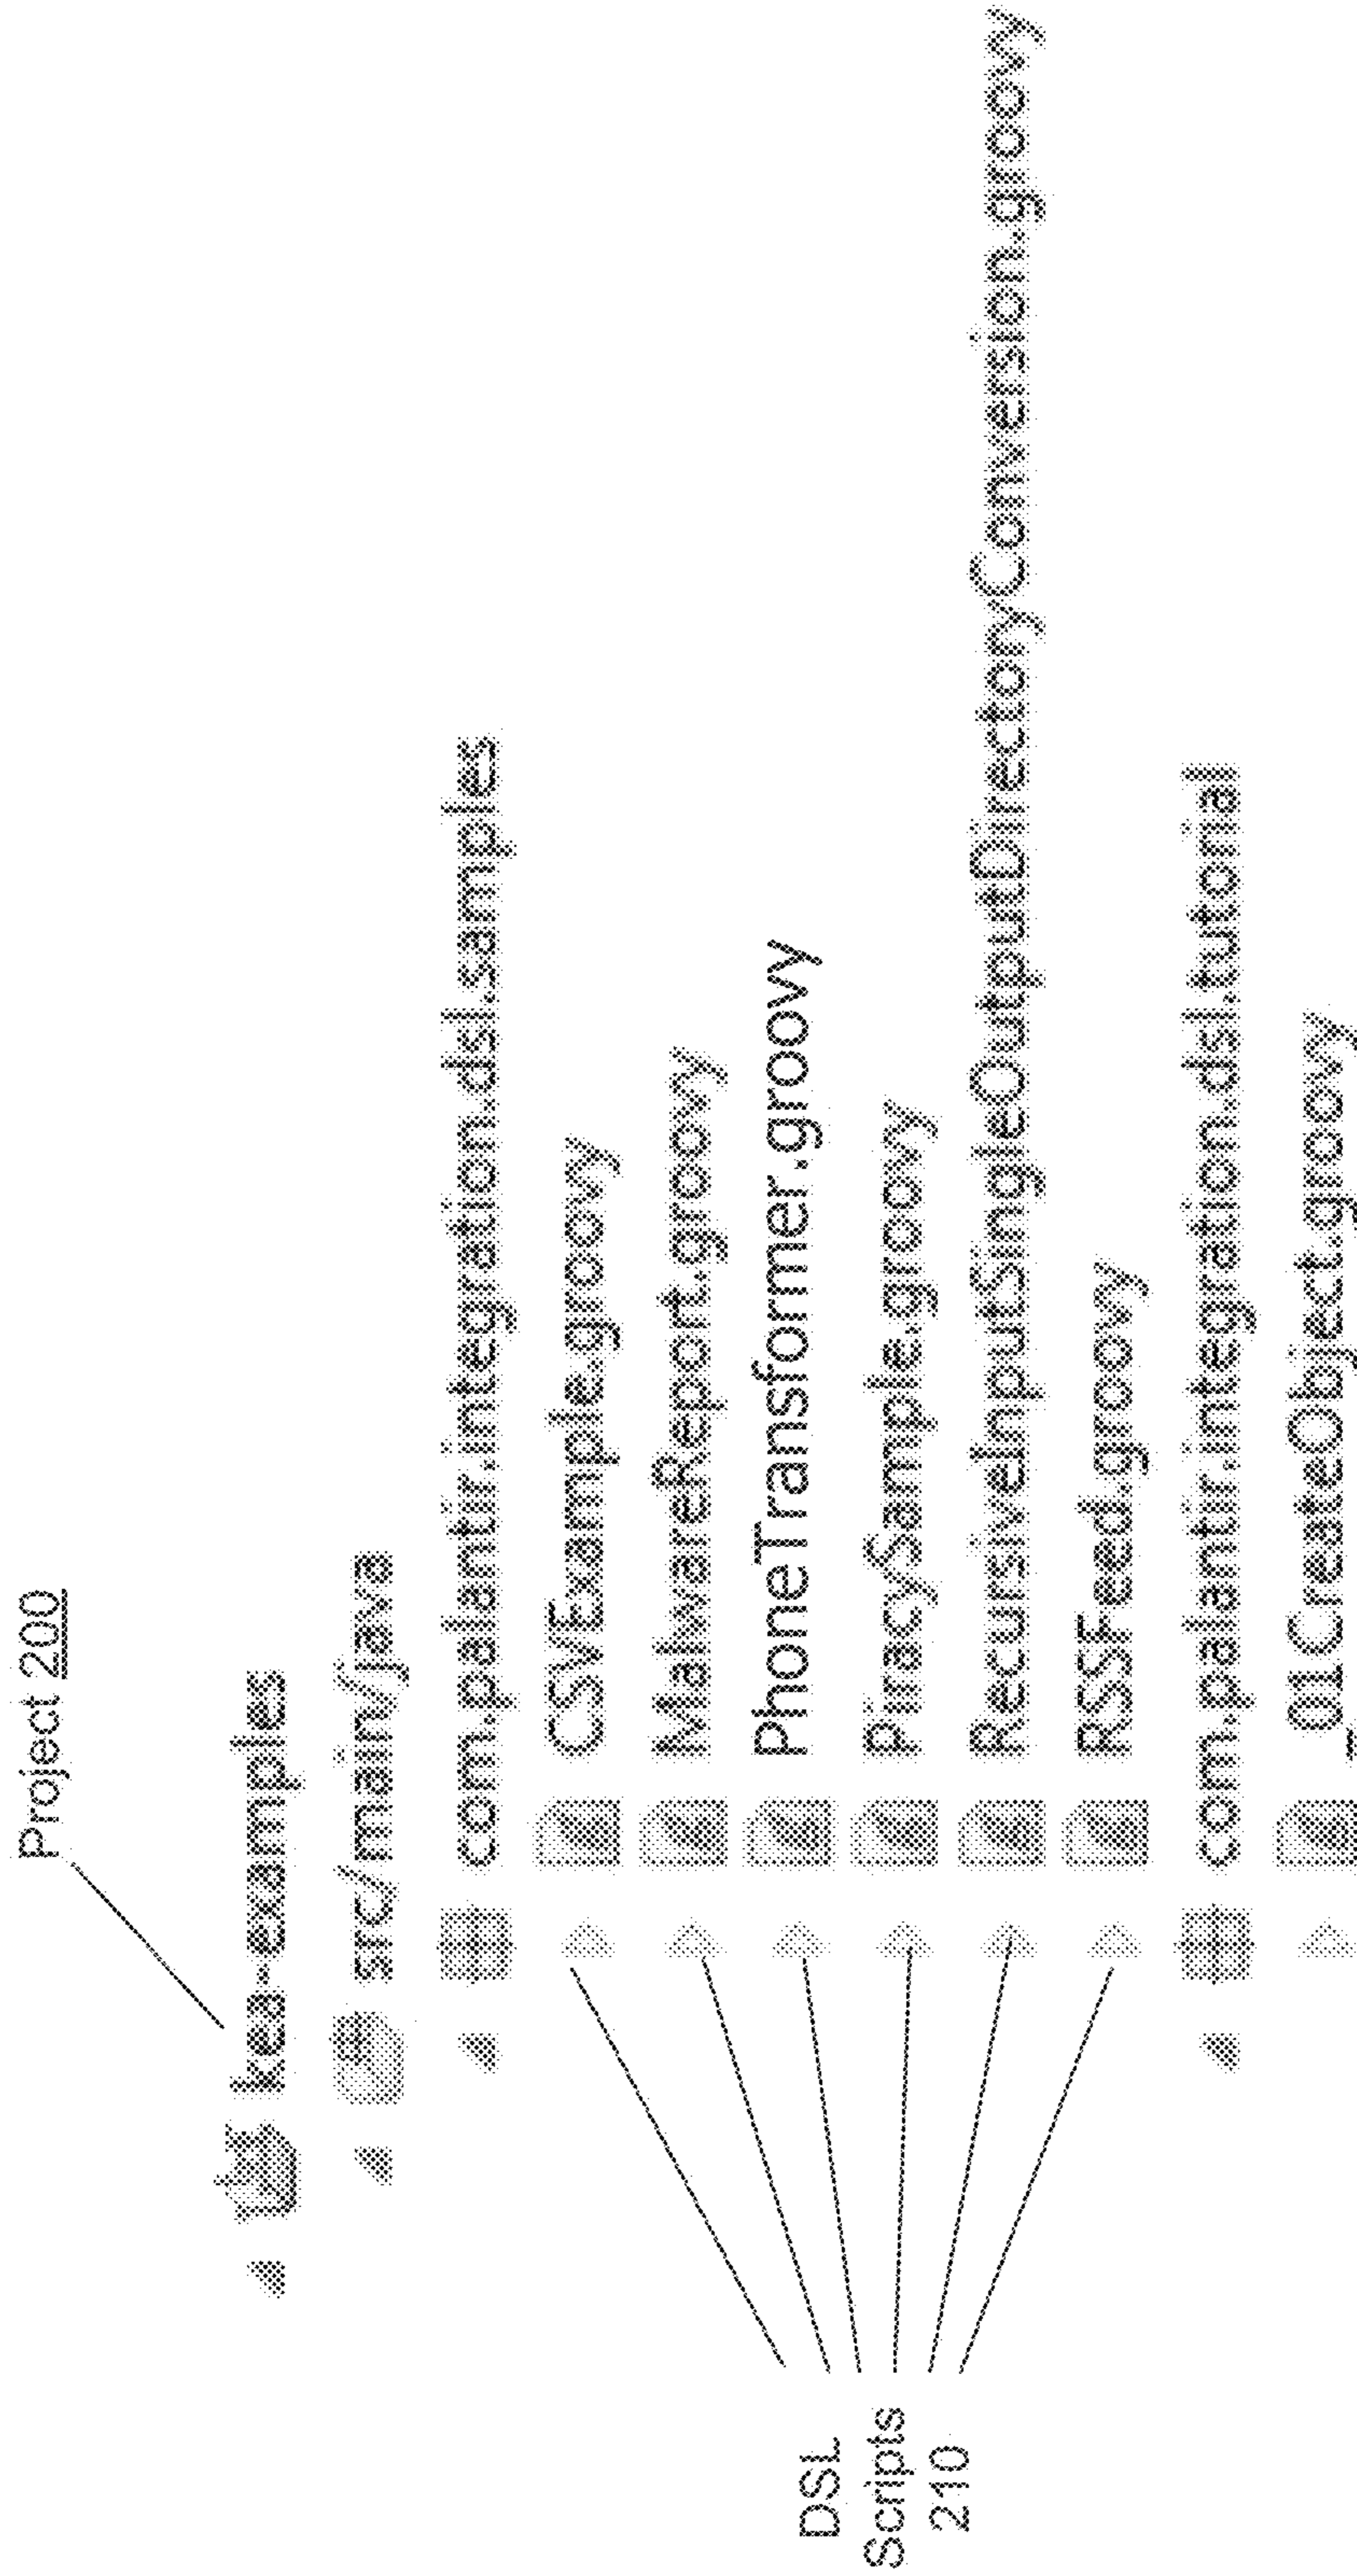 Project 200
kea-examples
src/main/java
com.palantir.integration.dsl.samples
CSVExample.groovy
MalwareReport.groovy
PhoneTransformer.groovy
PiracySample.groovy
RecursiveInputSingleOutputDirectoryConversion.groovy
RSSFeed.groovy
com.palantir.integration.dsl.tutorial
_01CreateObject.groovy
DSL
Scripts
210